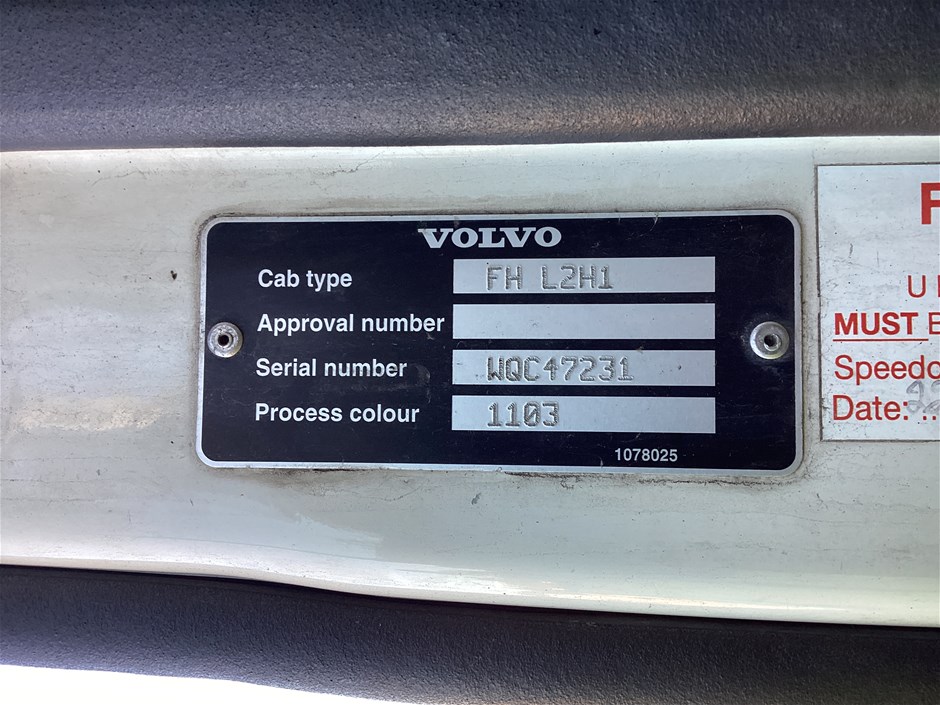 VOLVO
Cab type FH L2H1
Approval number
Serial number WQC47231
Process colour 1103
1078025
F
U
MUST
Speedo
Date: